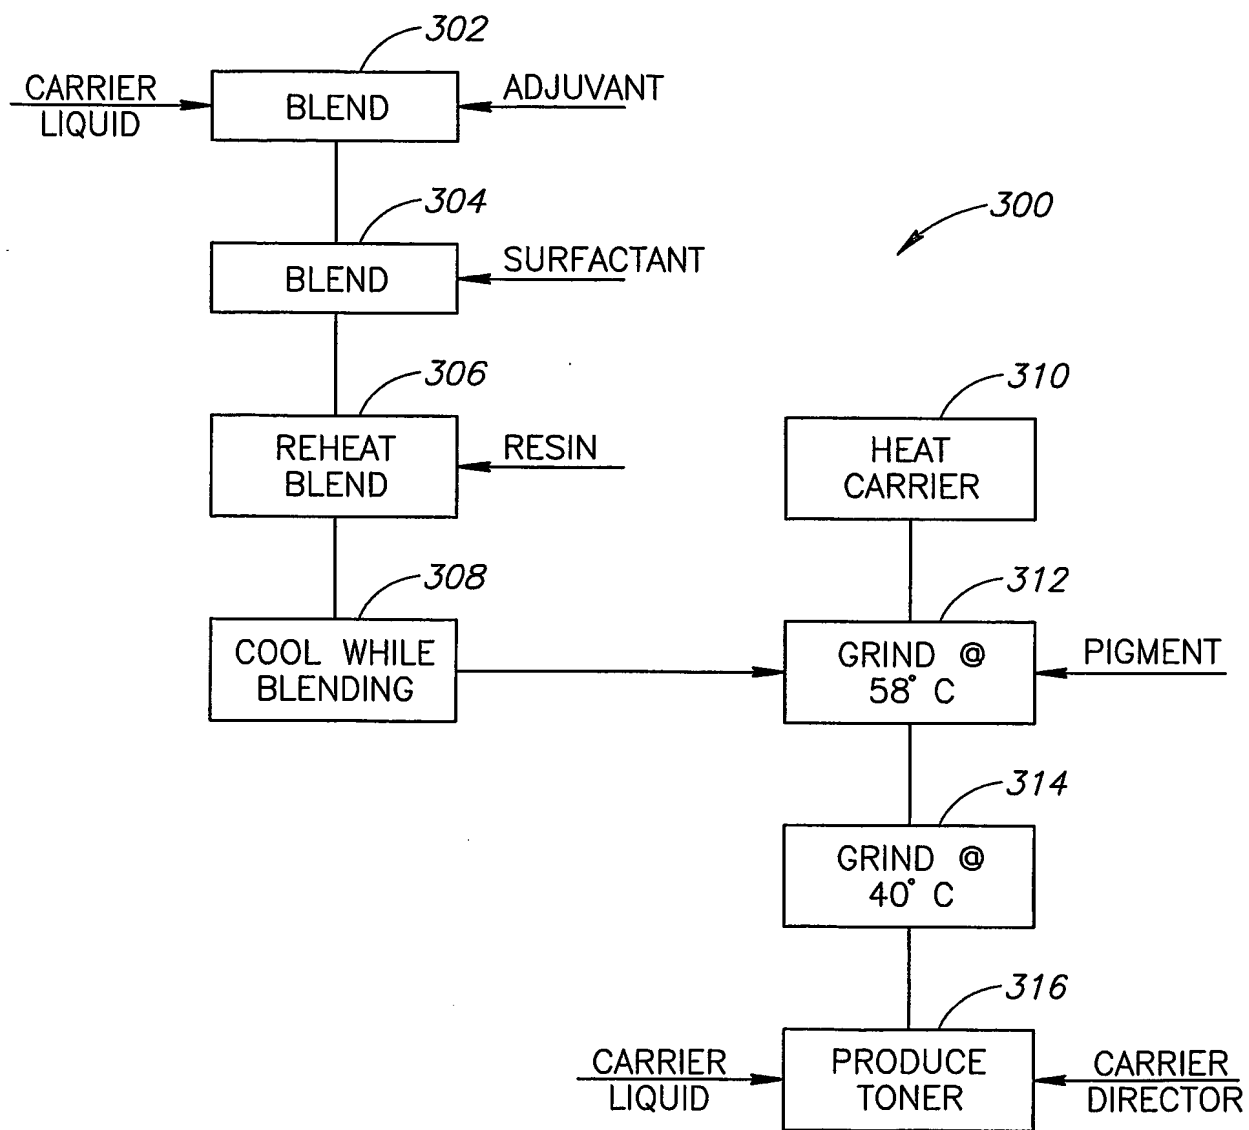 302
CARRIER
LIQUID
BLEND
ADJUVANT
304
BLEND
SURFACTANT
300
306
REHEAT
BLEND
RESIN
310
HEAT
CARRIER
308
COOL WHILE
BLENDING
312
GRIND @
58° C
PIGMENT
314
GRIND @
40° C
316
CARRIER
LIQUID
PRODUCE
TONER
CARRIER
DIRECTOR